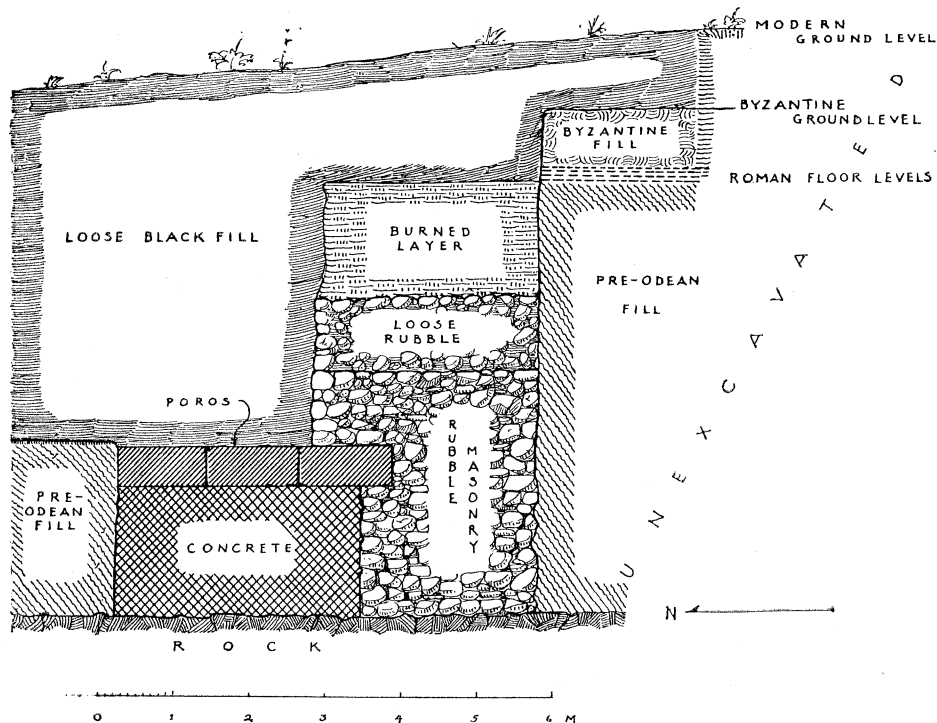 MODERN
GROUND LEVEL
BYZANTINE
GROUND LEVEL
BYZANTINE
FILL
ROMAN FLOOR LEVELS
LOOSE BLACK FILL
BURNED
LAYER
PRE-ODEAN
FILL
LOOSE
RUBBLE
POROS
RUBBLE
MASONRY
PRE-
ODEAN
FILL
CONCRETE
UNEXCAVATED
N
ROCK
0 1 2 3 4 5 6 M